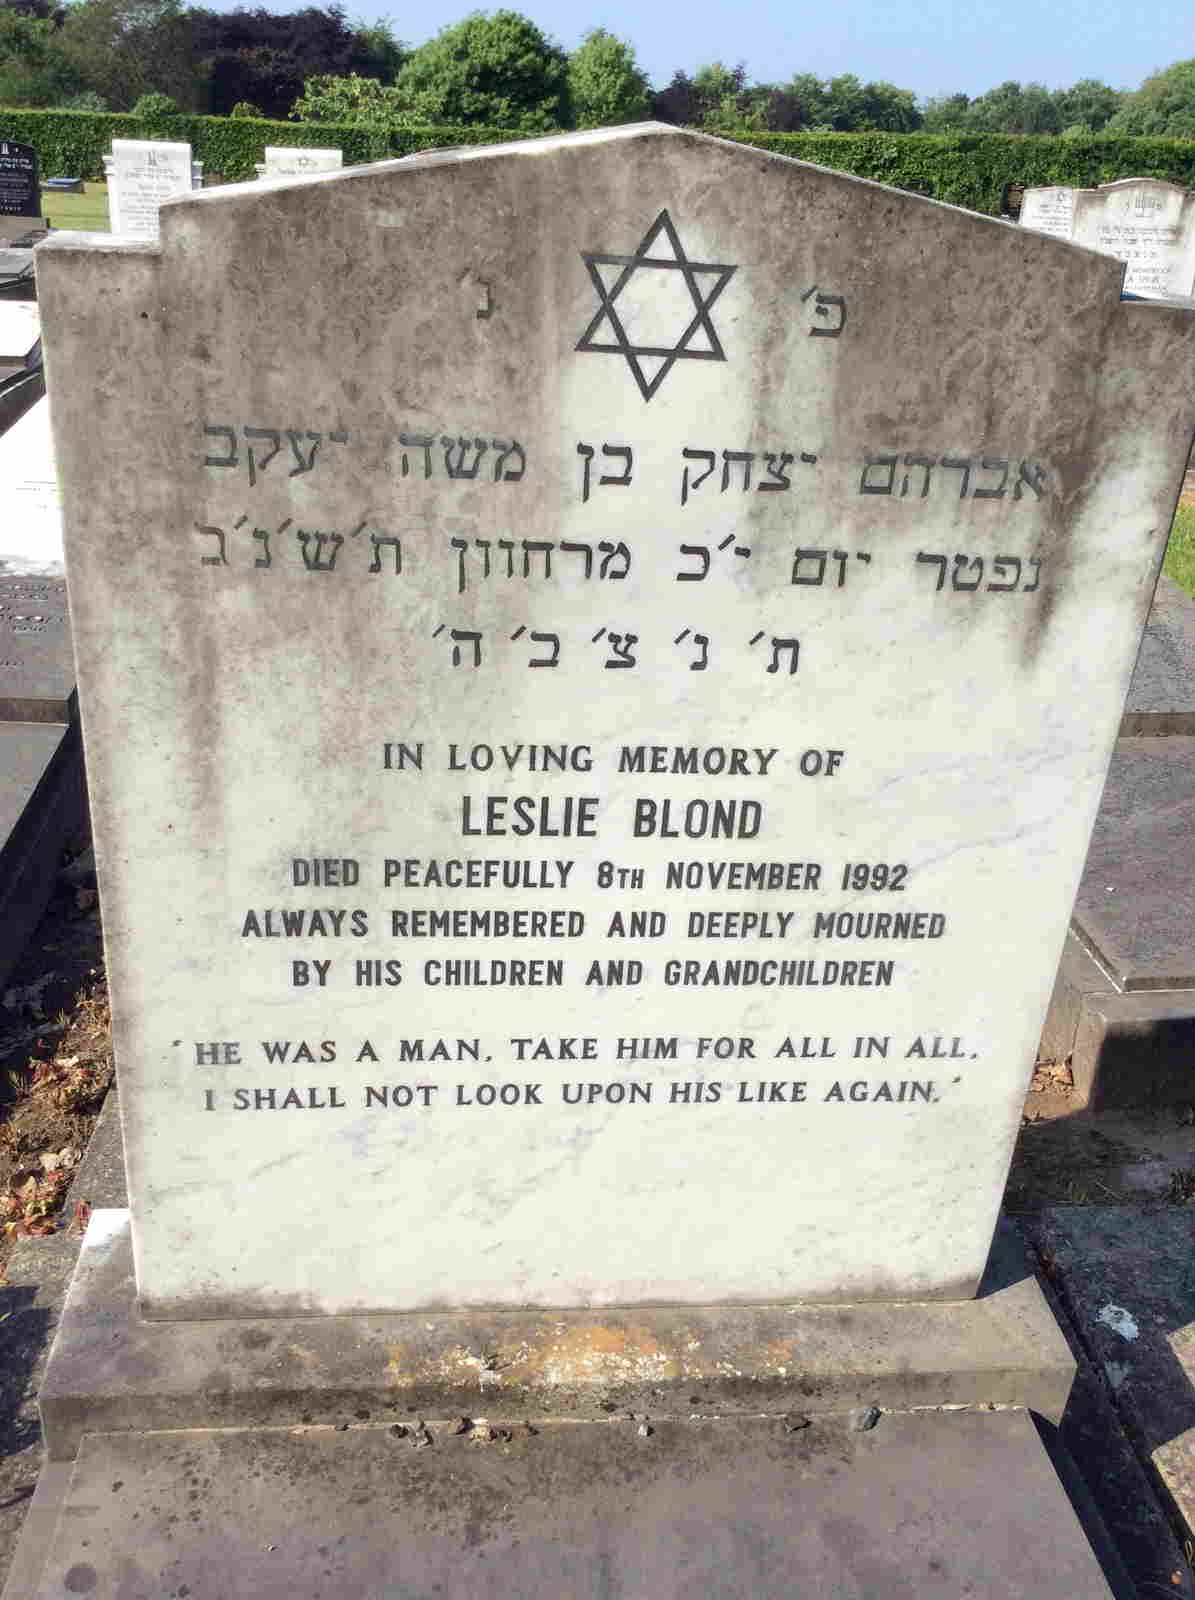 פ׳ נ
אברהם יצחק בן משה יעקב
נפטר יום י׳כ מרחוון ת׳ש׳נ׳ג
ת׳ נ׳ צ׳ ב׳ ה׳
IN LOVING MEMORY OF
LESLIE BLOND
DIED PEACEFULLY 8TH NOVEMBER 1992
ALWAYS REMEMBERED AND DEEPLY MOURNED
BY HIS CHILDREN AND GRANDCHILDREN
‘HE WAS A MAN, TAKE HIM FOR ALL IN ALL,
I SHALL NOT LOOK UPON HIS LIKE AGAIN.’